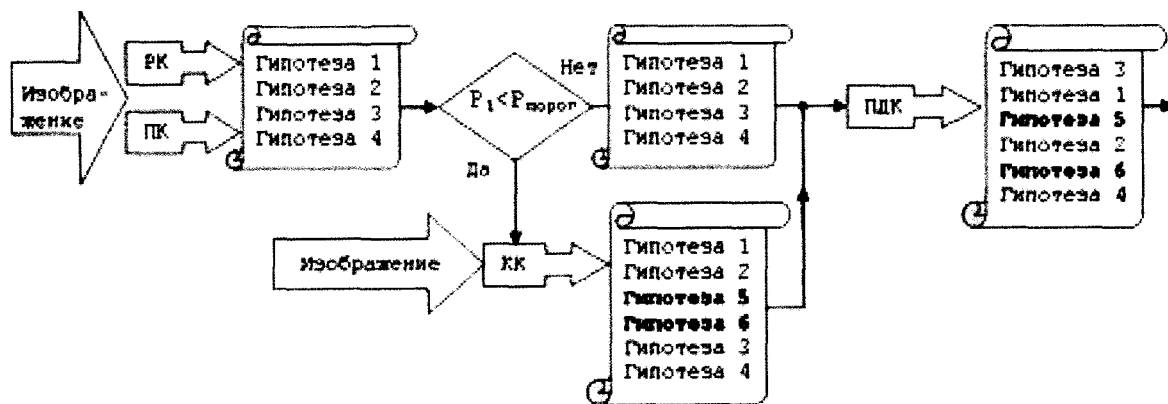 Изобра-
жение
РК
ПК
Гипотеза 1
Гипотеза 2
Гипотеза 3
Гипотеза 4
P1<Pпорог
Нет
Да
Гипотеза 1
Гипотеза 2
Гипотеза 3
Гипотеза 4
Изображение
КК
Гипотеза 1
Гипотеза 2
Гипотеза 5
Гипотеза 6
Гипотеза 3
Гипотеза 4
ПДК
Гипотеза 3
Гипотеза 1
Гипотеза 5
Гипотеза 2
Гипотеза 6
Гипотеза 4